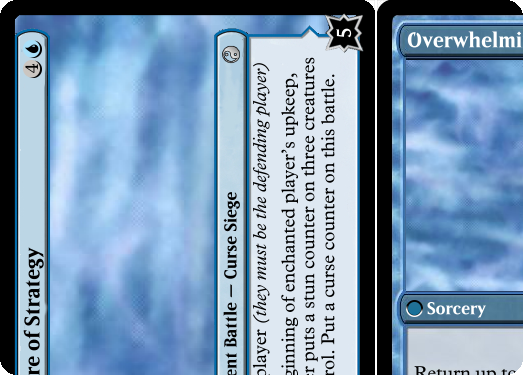 re of Strategy
4
ent Battle — Curse Siege
player (they must be the defending player)
ginning of enchanted player's upkeep,
er puts a stun counter on three creatures
rol. Put a curse counter on this battle.
5
Overwhelmi
Sorcery
Return up to